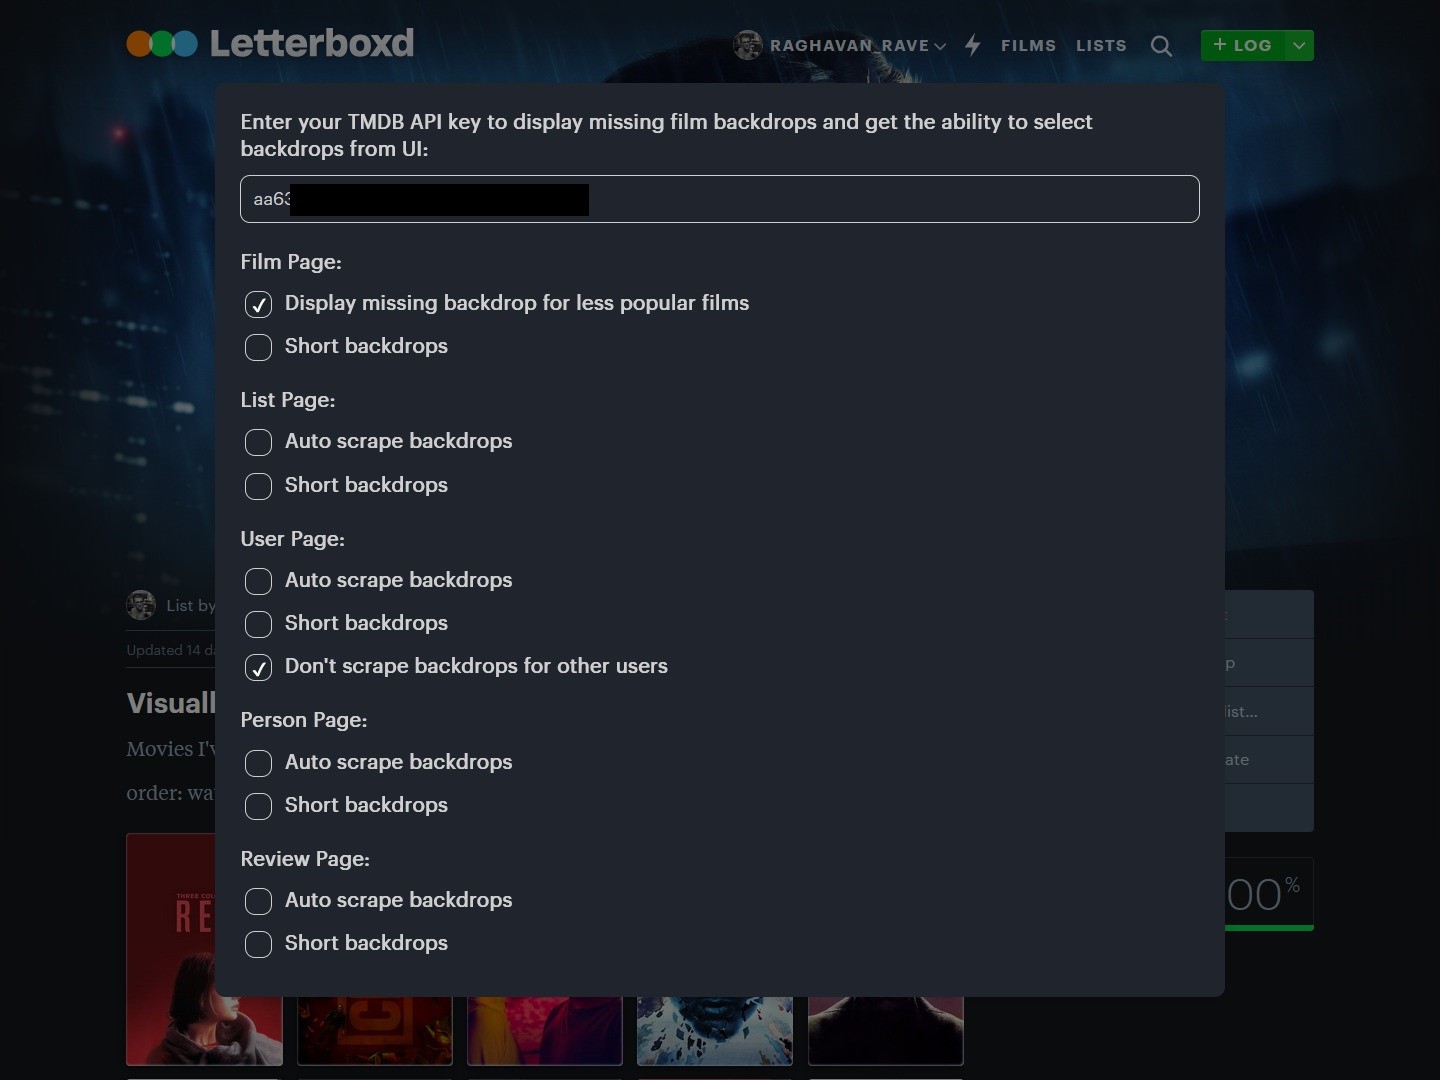 Letterboxd
RAGHAVAN_RAVE
FILMS
LISTS
+ LOG
Enter your TMDB API key to display missing film backdrops and get the ability to select
backdrops from UI:
aa63
Film Page:
Display missing backdrop for less popular films
Short backdrops
List Page:
Auto scrape backdrops
Short backdrops
User Page:
Auto scrape backdrops
Short backdrops
Don't scrape backdrops for other users
Person Page:
Auto scrape backdrops
Short backdrops
Review Page:
Auto scrape backdrops
Short backdrops
List by
Updated 14 da
Visuall
Movies I'v
order: wa
p
ist...
ate
00%
THREE COL
RE